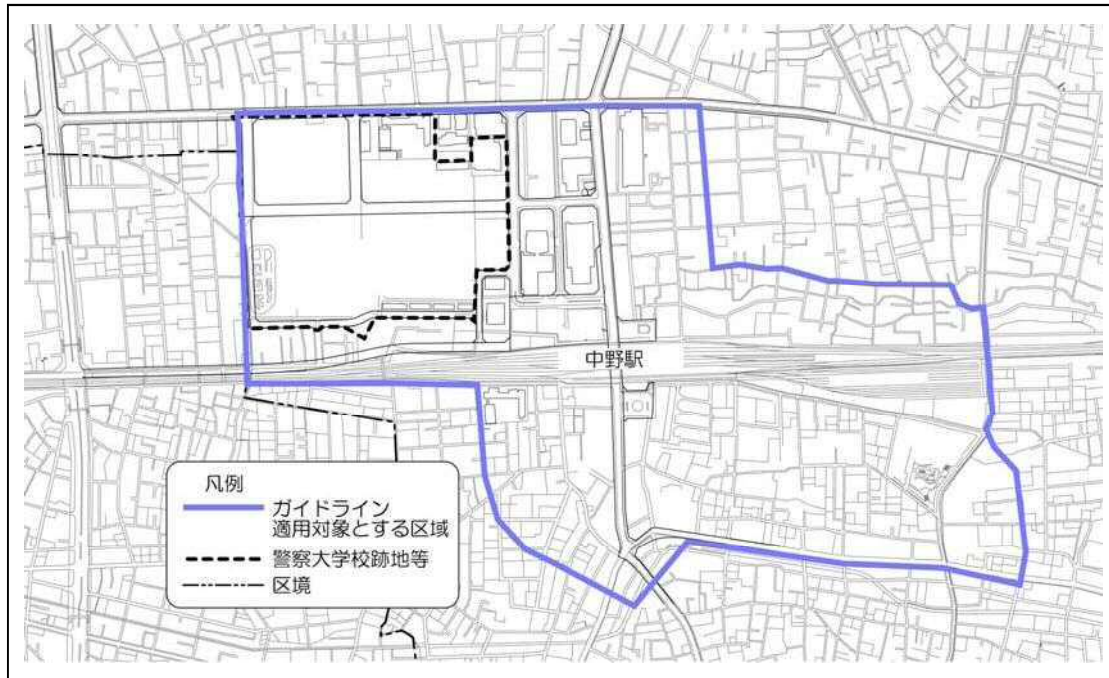 中野駅
凡例
ガイドライン
適用対象とする区域
警察大学校跡地等
区境